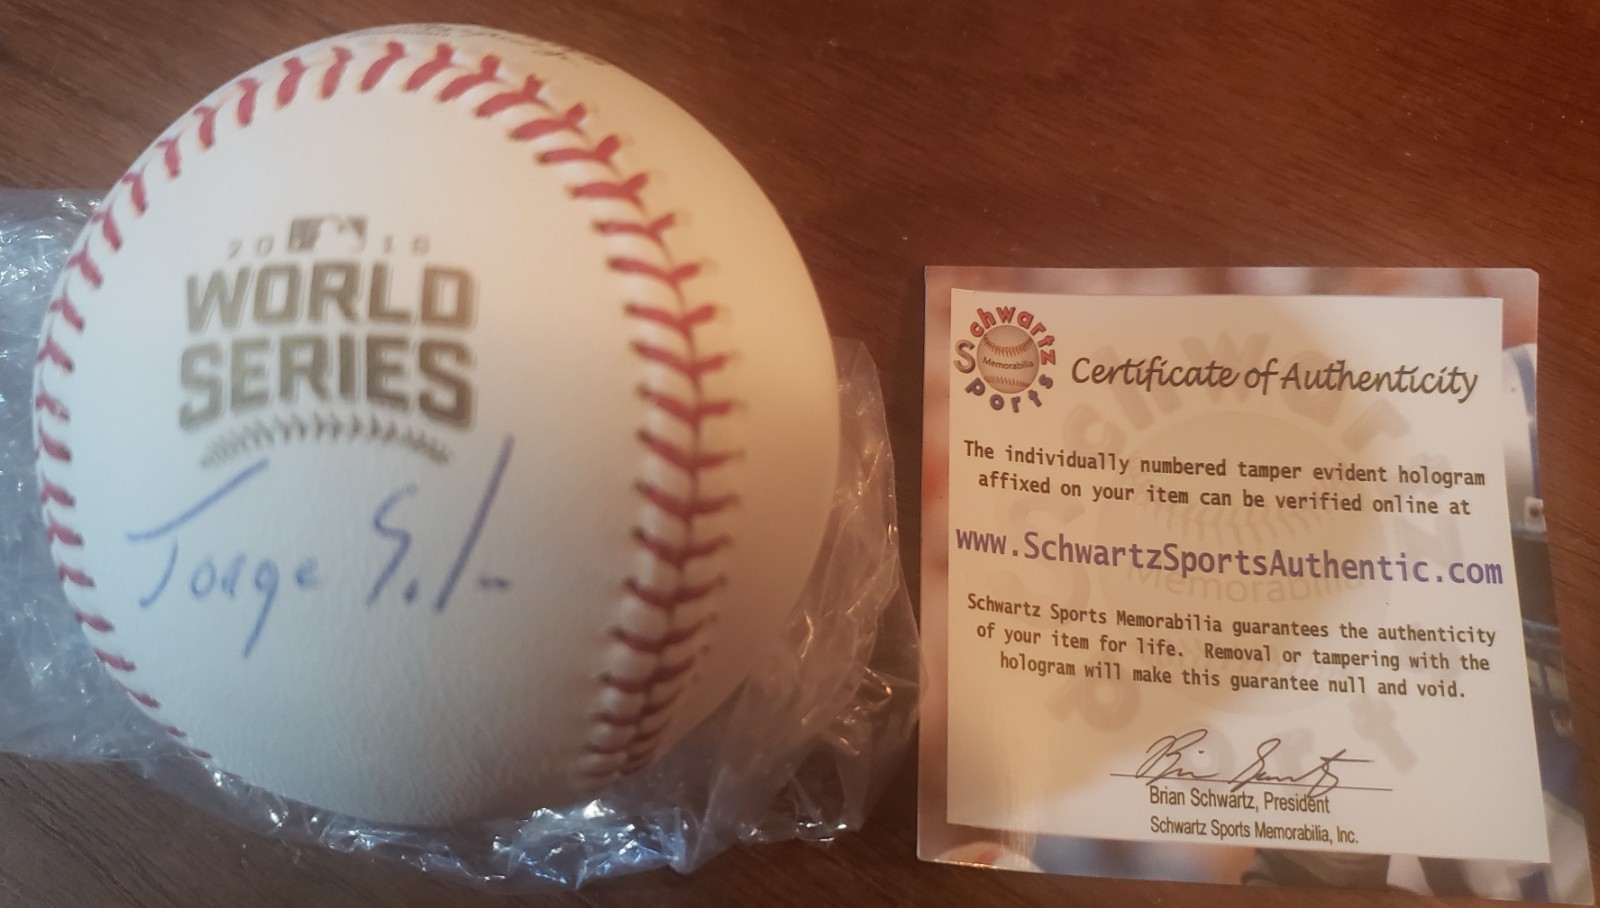 2016
WORLD
SERIES
Jorge Soler
Schwartz
Sports
Memorabilia
Certificate of Authenticity
The individually numbered tamper evident hologram
affixed on your item can be verified online at
www.SchwartzSportsAuthentic.com
Schwartz Sports Memorabilia guarantees the authenticity
of your item for life. Removal or tampering with the
hologram will make this guarantee null and void.
Brian Schwartz
Brian Schwartz, President
Schwartz Sports Memorabilia, Inc.